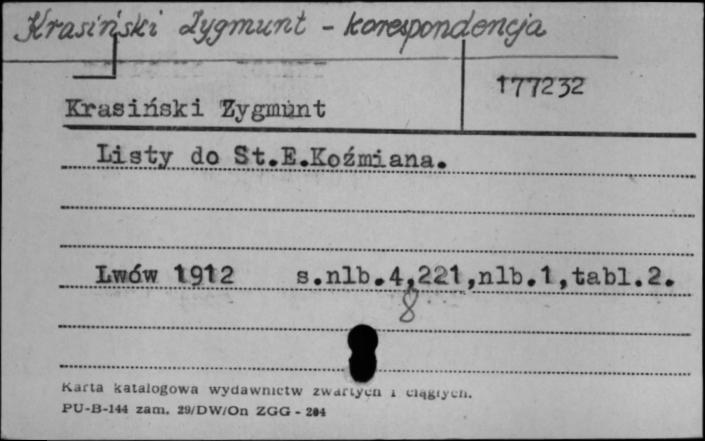 Krasiński Zygmunt - korespondencja
177232
Krasiński Zygmunt
Listy do St.E.Koźmiana.
Lwów 1912 s.nlb.4,221,nlb.1,tabl.2.
8
Karta katalogowa wydawnictw zwartych i ciągłych.
PU-B-144 zam. 29/DW/On ZGG - 204